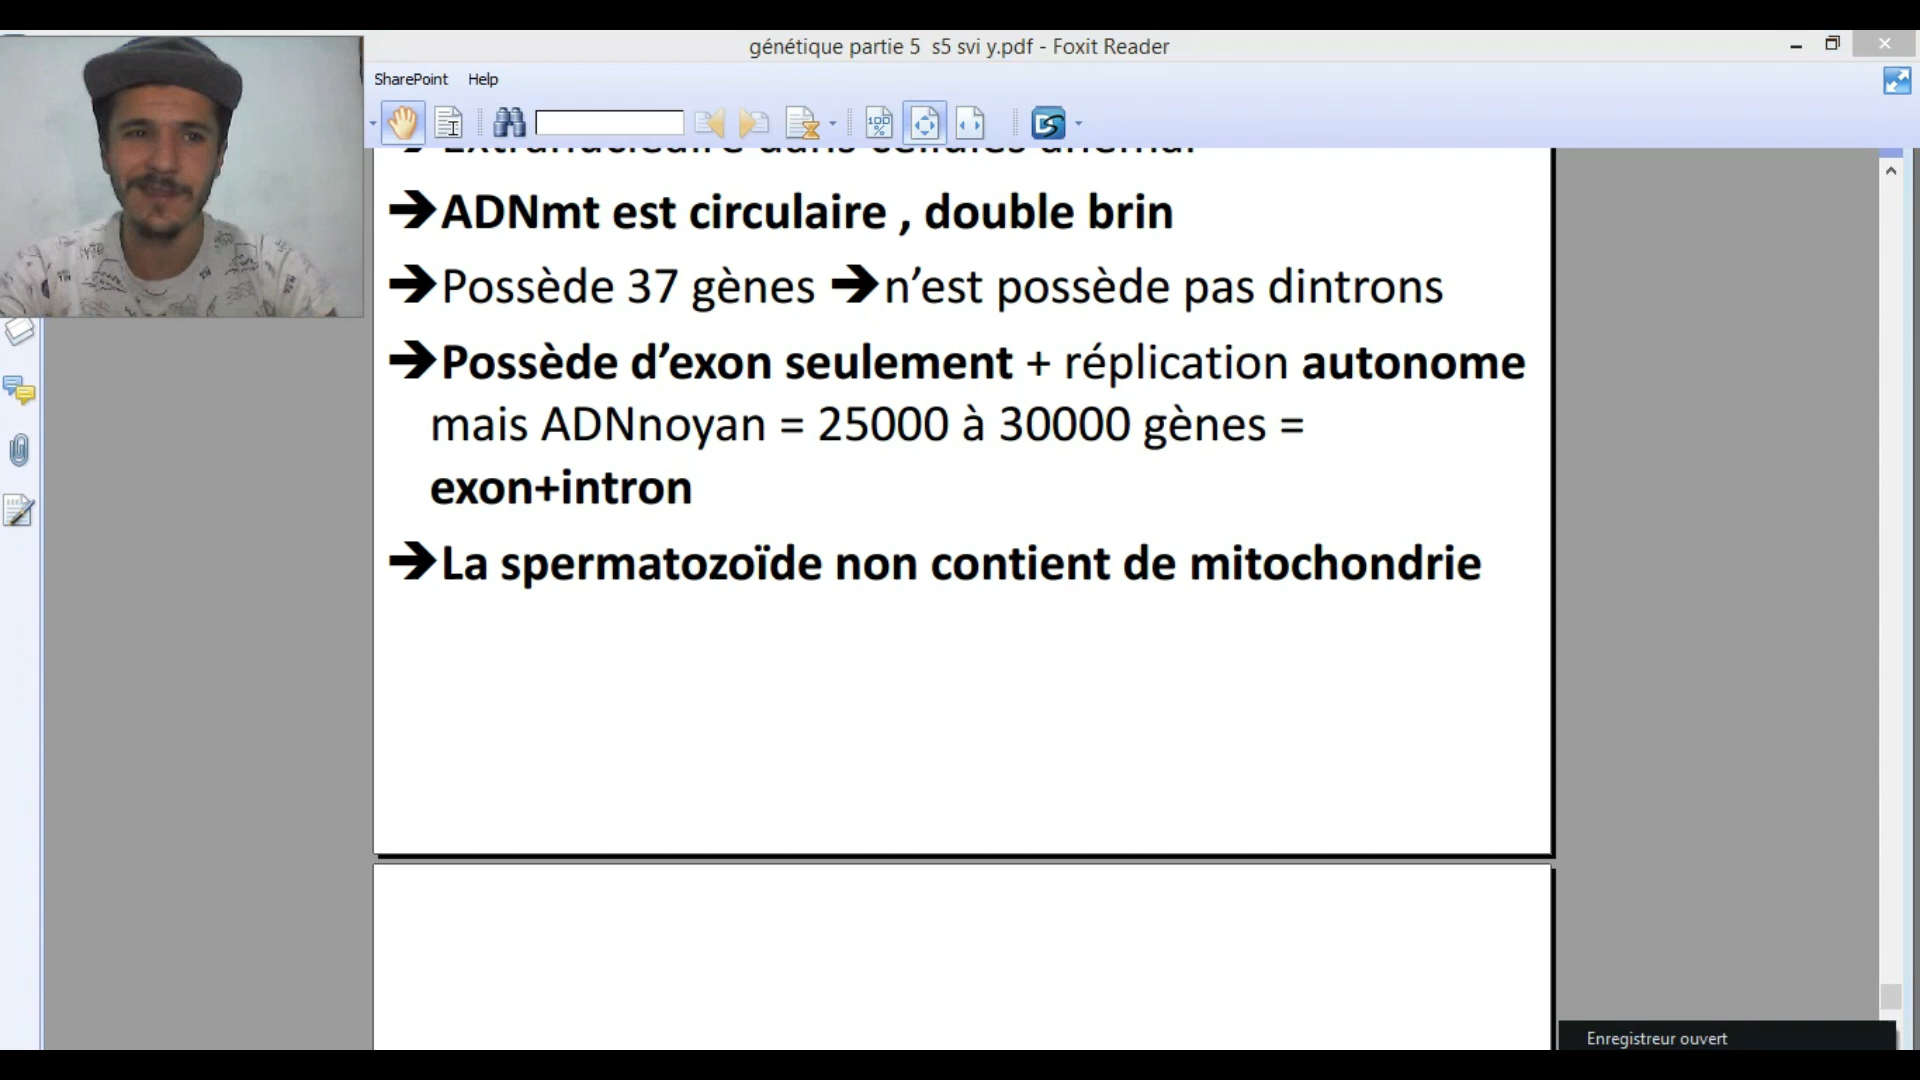 génétique partie 5 s5 svi y.pdf - Foxit Reader
SharePoint Help
➔ADNmt est circulaire , double brin
➔Possède 37 gènes ➔n’est possède pas dintrons
➔Possède d’exon seulement + réplication autonome
mais ADNnoyan = 25000 à 30000 gènes =
exon+intron
➔La spermatozoïde non contient de mitochondrie
Enregistreur ouvert